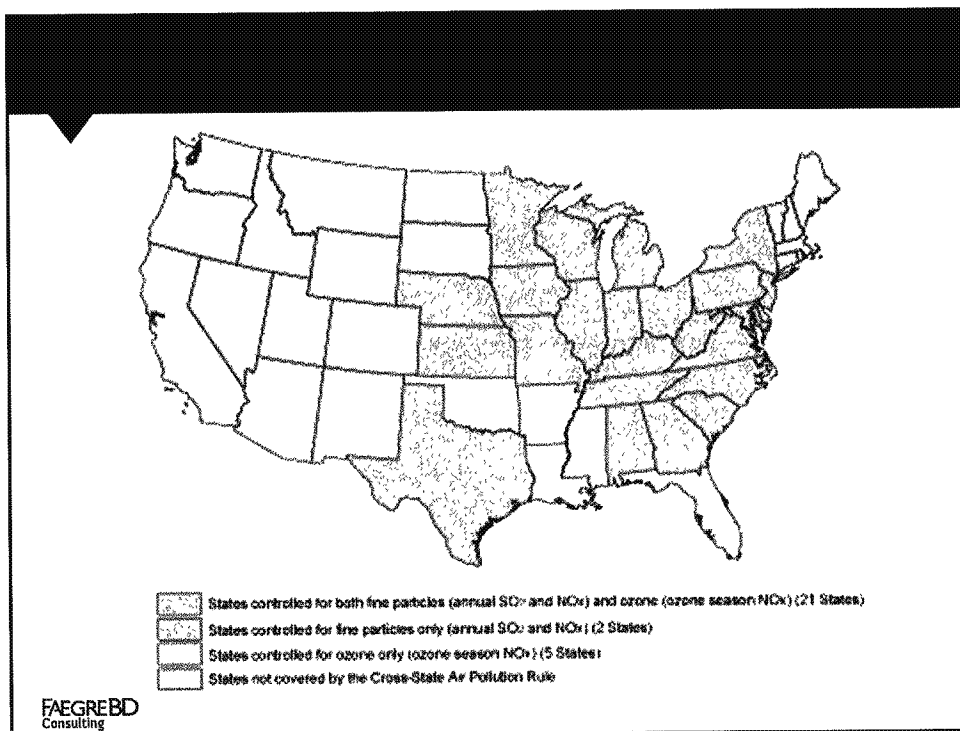 States controlled for both fine particles (annual SO2 and NOx) and ozone (ozone season NOx) (21 States)
States controlled for fine particles only (annual SO2 and NOx) (2 States)
States controlled for ozone only (ozone season NOx) (5 States)
States not covered by the Cross-State Air Pollution Rule
FAEGREBD
Consulting